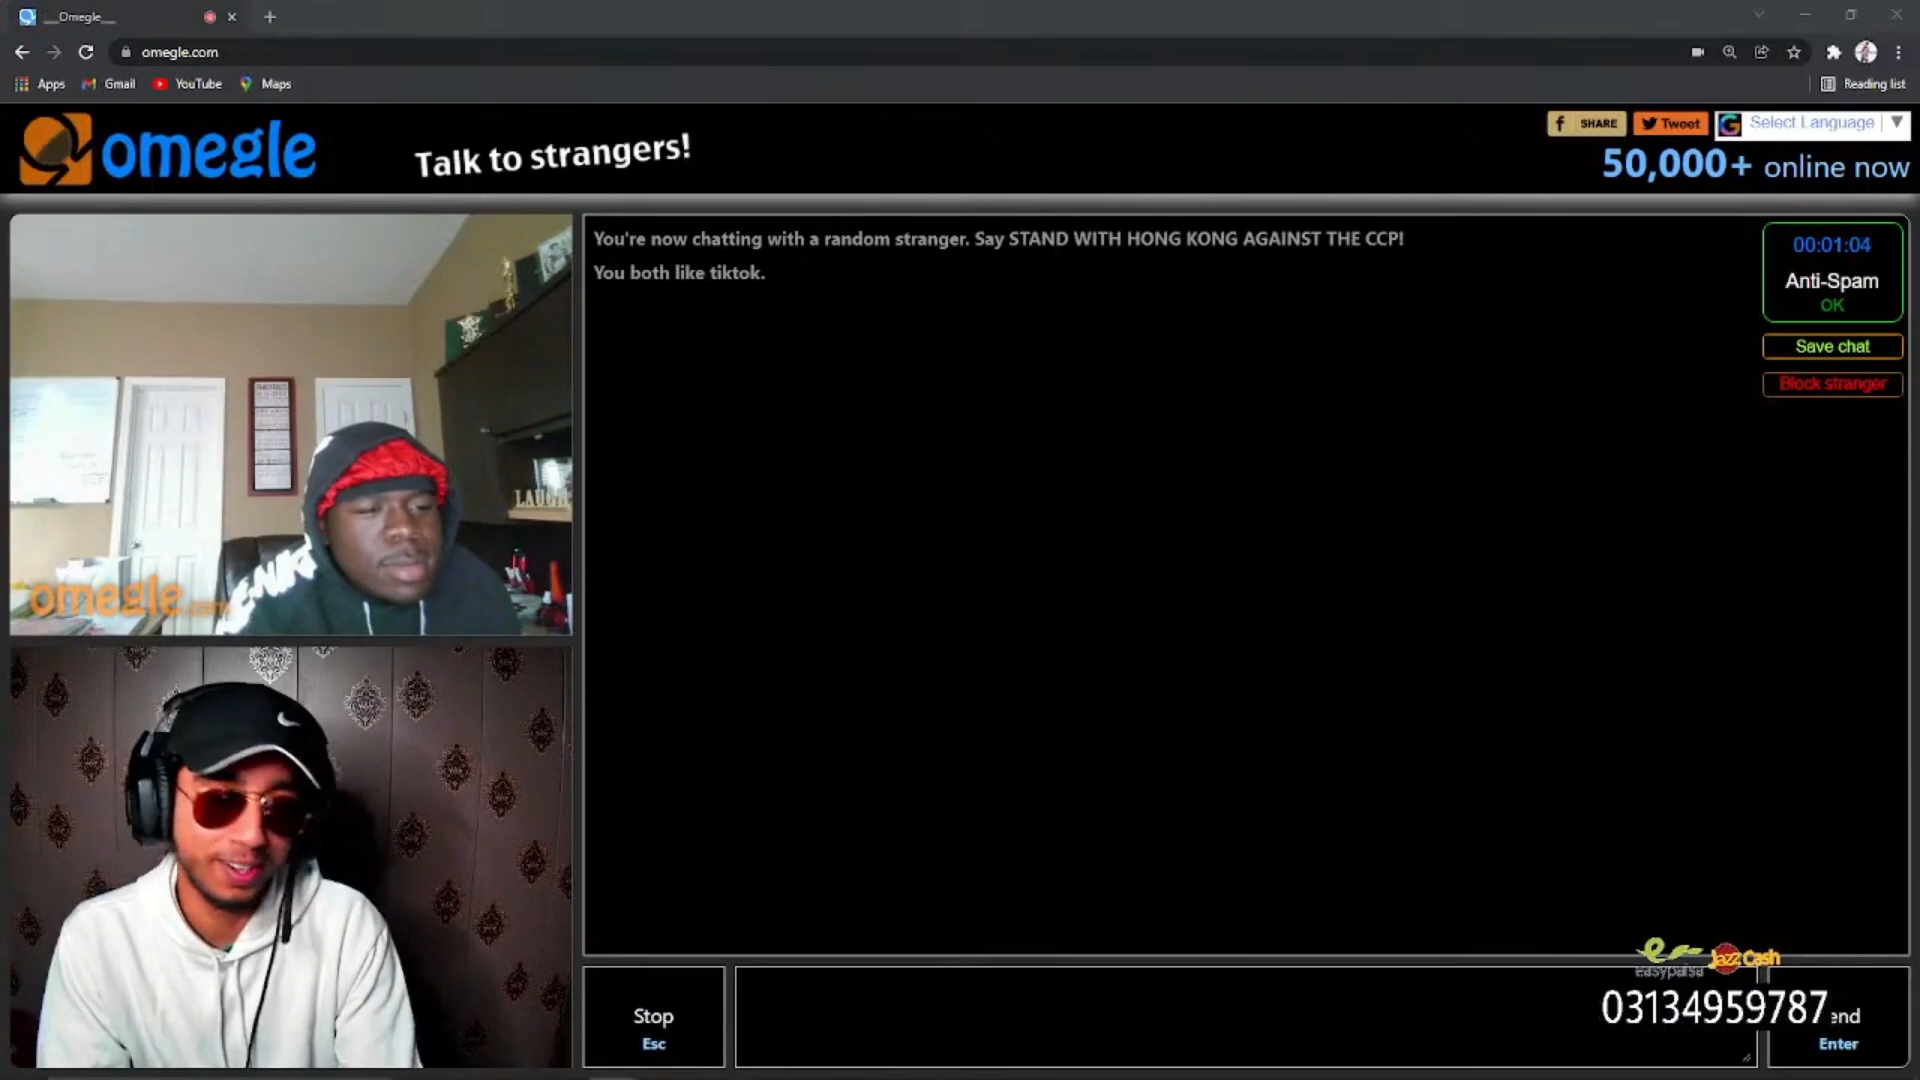 __Omegle__
omegle.com
Apps
Gmail
YouTube
Maps
Reading list
omegle
Talk to strangers!
SHARE
Tweet
Select Language
50,000+ online now
You're now chatting with a random stranger. Say STAND WITH HONG KONG AGAINST THE CCP!
You both like tiktok.
00:01:04
Anti-Spam
OK
Save chat
Block stranger
LAUGH
omegle.com
easypaisa
JazzCash
03134959787
Stop
Esc
end
Enter